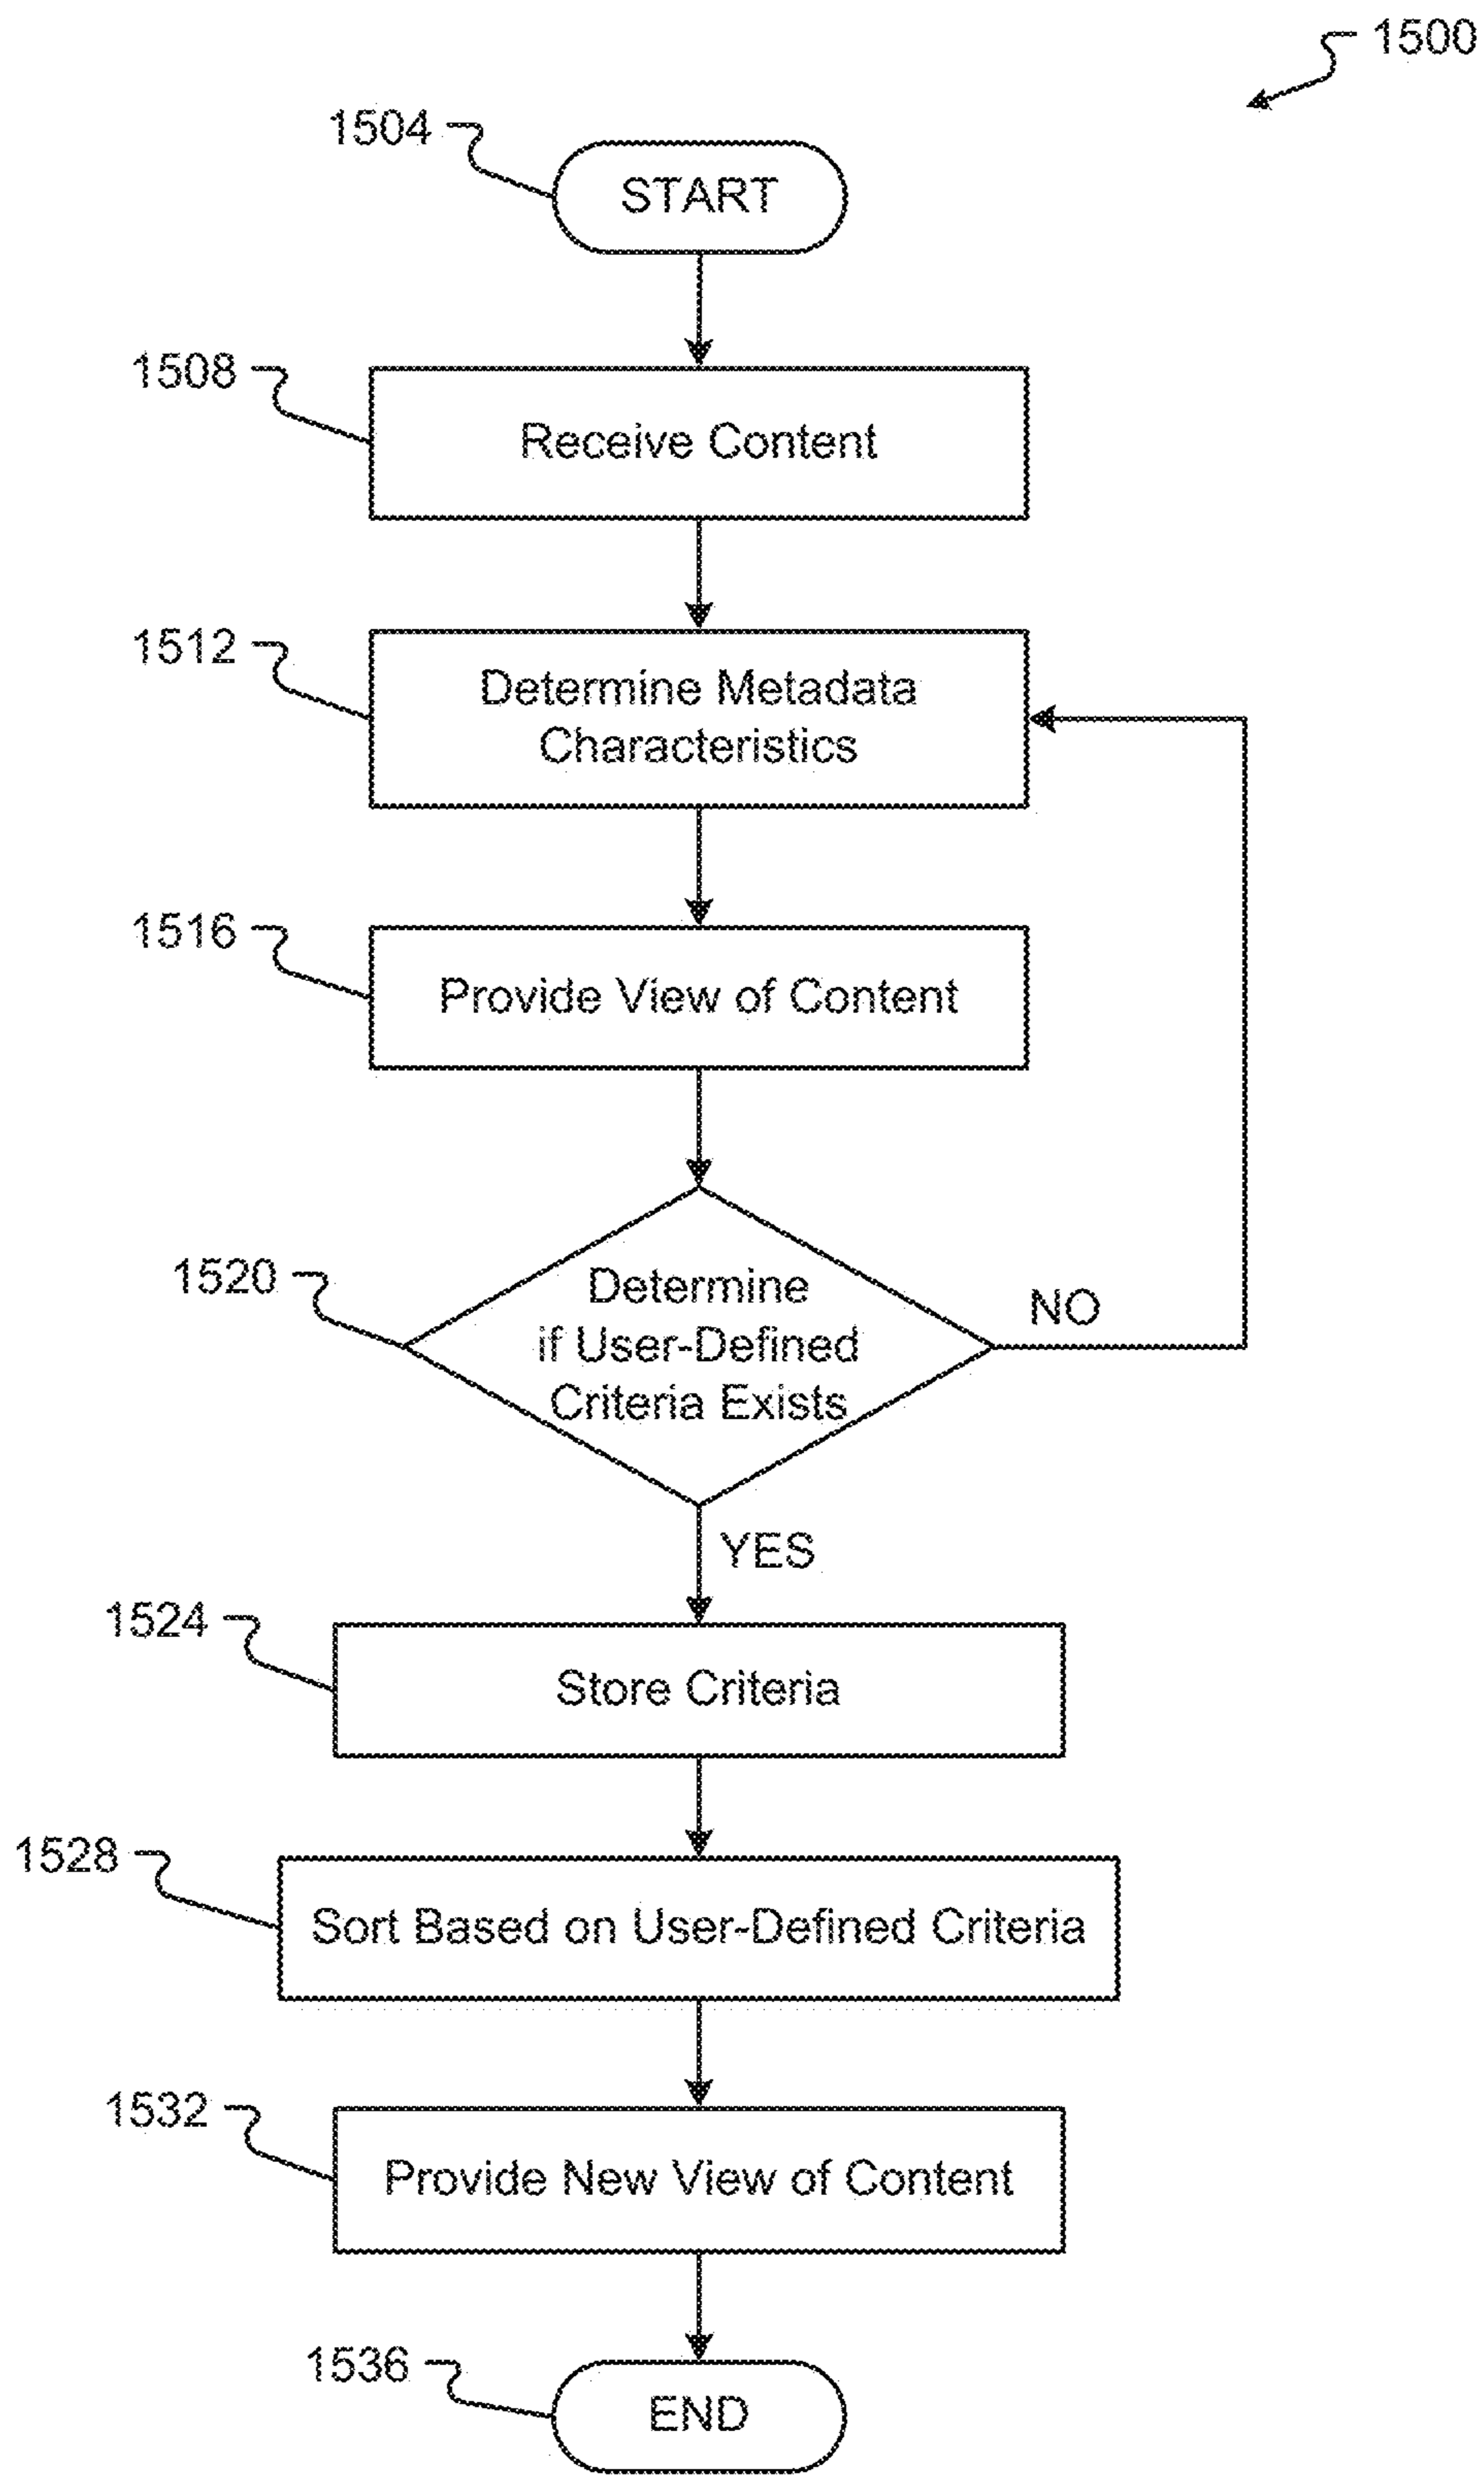 1500
1504
START
1508
Receive Content
1512
Determine Metadata
Characteristics
1516
Provide View of Content
1520
Determine
if User-Defined
Criteria Exists
NO
YES
1524
Store Criteria
1528
Sort Based on User-Defined Criteria
1532
Provide New View of Content
1536
END